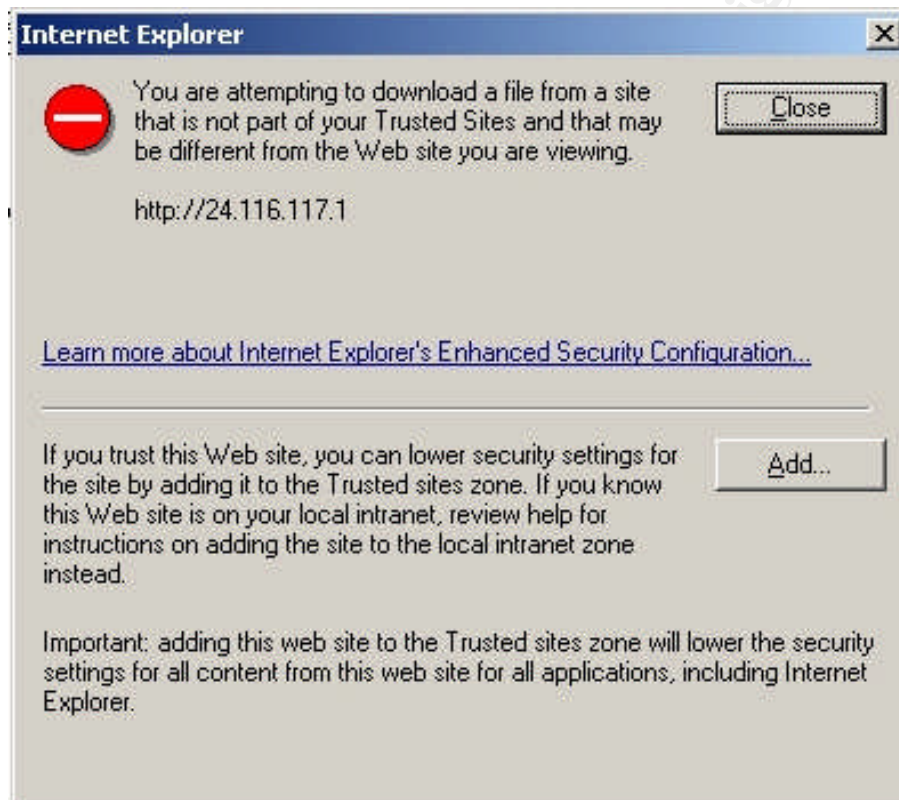 Internet Explorer
You are attempting to download a file from a site
that is not part of your Trusted Sites and that may
be different from the Web site you are viewing.
Close
http://24.116.117.1
Learn more about Internet Explorer's Enhanced Security Configuration...
If you trust this Web site, you can lower security settings for
the site by adding it to the Trusted sites zone. If you know
this Web site is on your local intranet, review help for
instructions on adding the site to the local intranet zone
instead.
Add...
Important: adding this web site to the Trusted sites zone will lower the security
settings for all content from this web site for all applications, including Internet
Explorer.